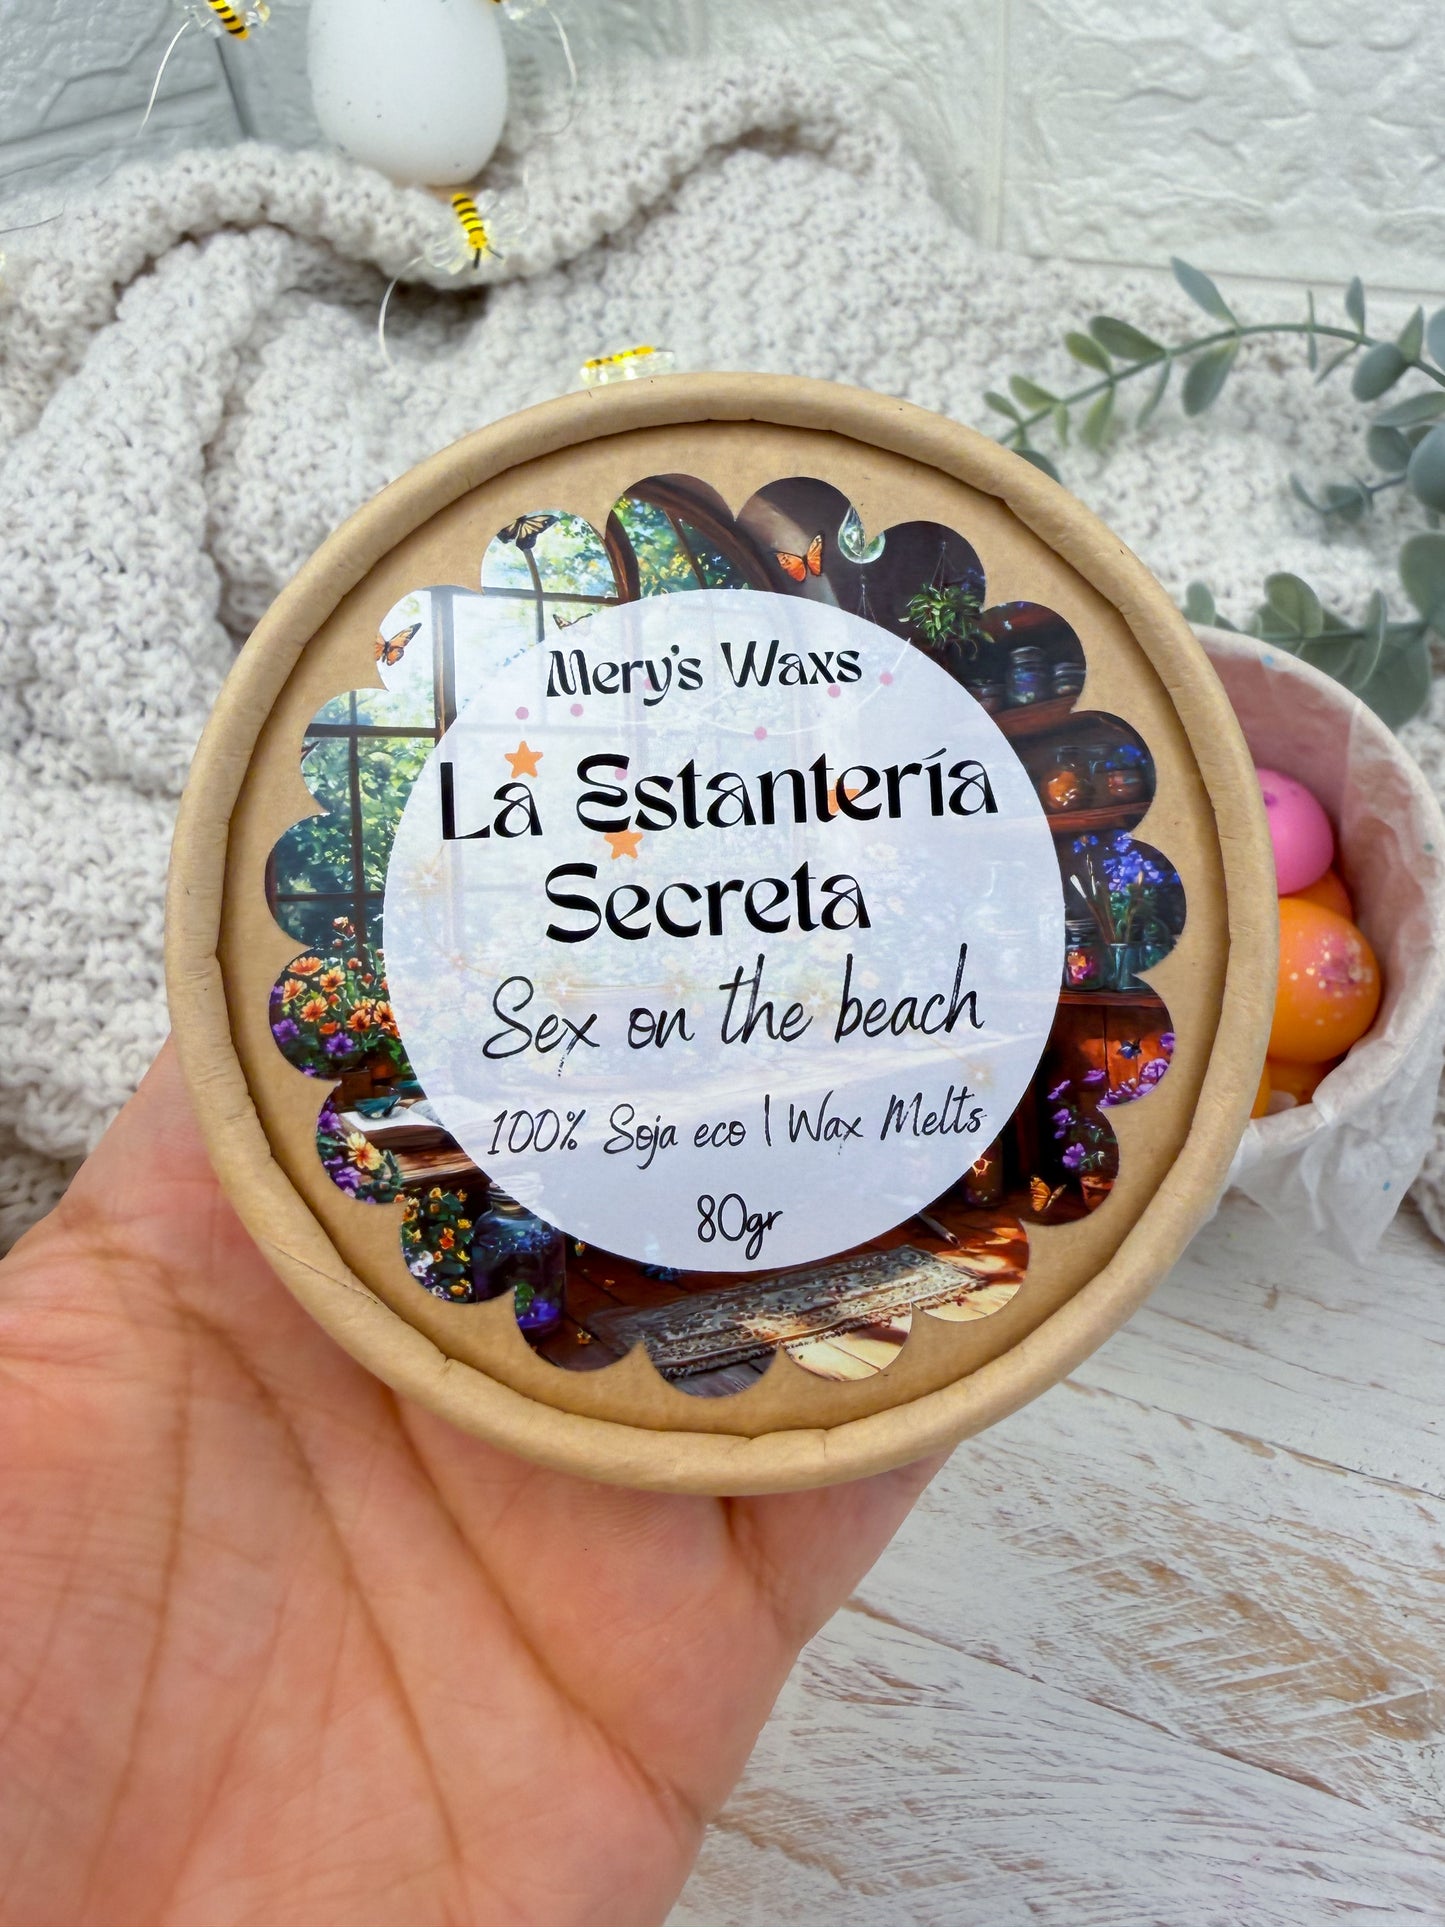 Mery's Waxs
La Estantería
Secreta
Sex on the beach
100% Soja eco | Wax Melts
80gr